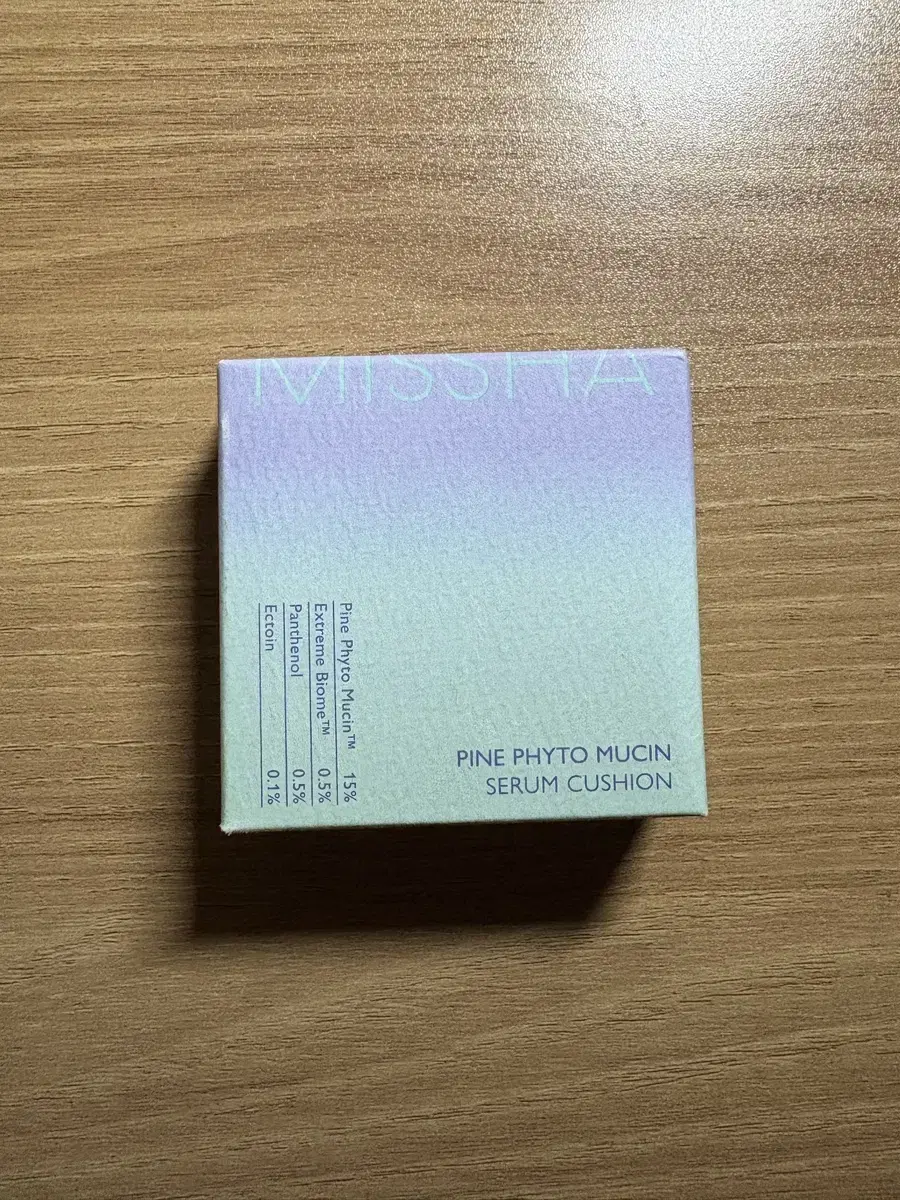 MISSHA
Pine Phyto Mucin™ 15%
Extreme Biome™ 0.5%
Panthenol 0.5%
Ectoin 0.1%
PINE PHYTO MUCIN
SERUM CUSHION